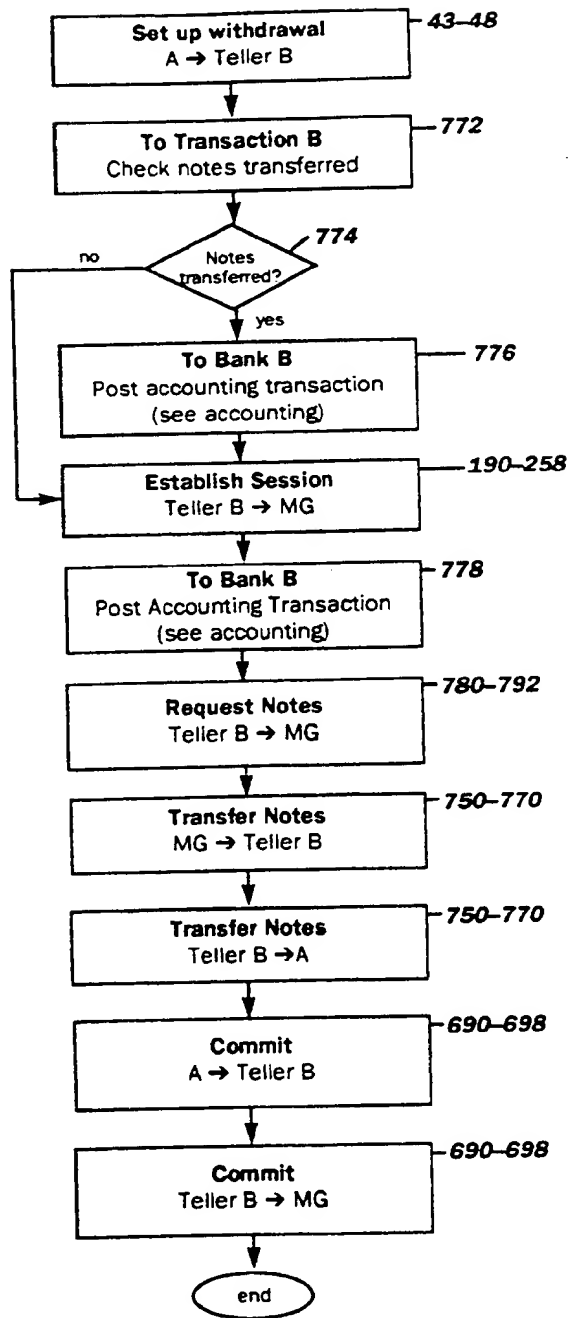 Set up withdrawal
A → Teller B
43–48
To Transaction B
Check notes transferred
772
Notes
transferred?
774
no
yes
To Bank B
Post accounting transaction
(see accounting)
776
Establish Session
Teller B → MG
190–258
To Bank B
Post Accounting Transaction
(see accounting)
778
Request Notes
Teller B → MG
780–792
Transfer Notes
MG → Teller B
750–770
Transfer Notes
Teller B →A
750–770
Commit
A → Teller B
690–698
Commit
Teller B → MG
690–698
end